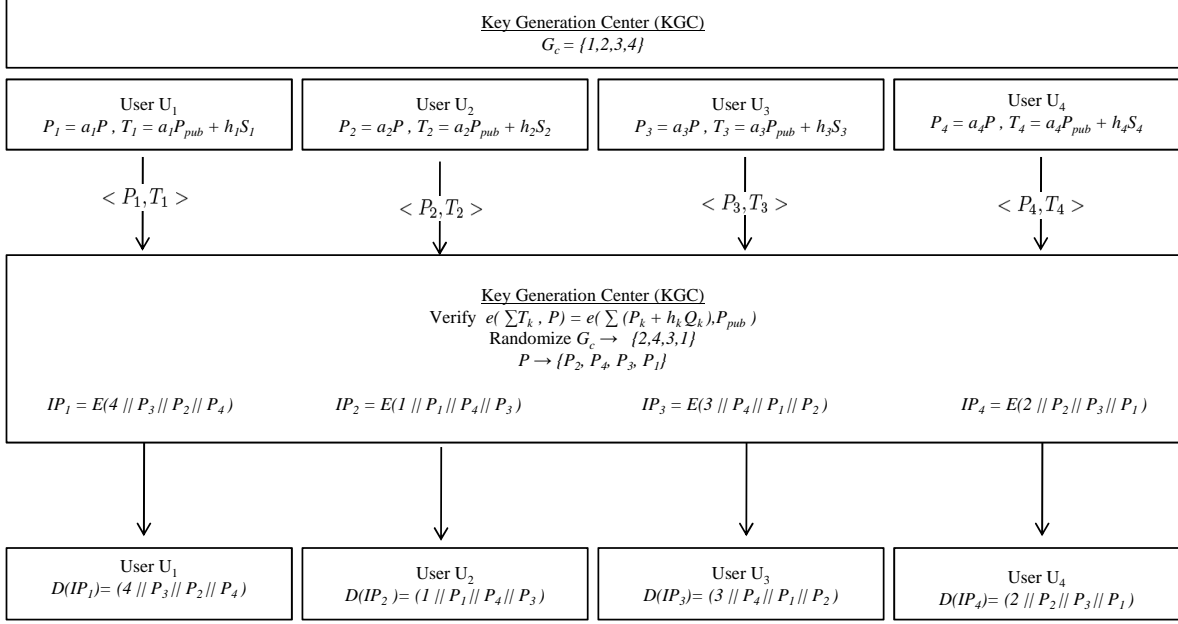 Key Generation Center (KGC)
G_c = {1,2,3,4}
User U_1
P_1 = a_1P , T_1 = a_1P_pub + h_1S_1
User U_2
P_2 = a_2P , T_2 = a_2P_pub + h_2S_2
User U_3
P_3 = a_3P , T_3 = a_3P_pub + h_3S_3
User U_4
P_4 = a_4P , T_4 = a_4P_pub + h_4S_4
< P_1,T_1 >
< P_2,T_2 >
< P_3,T_3 >
< P_4,T_4 >
Key Generation Center (KGC)
Verify e( ∑T_k , P) = e( ∑ (P_k + h_k Q_k ),P_pub )
Randomize G_c → {2,4,3,1}
P → {P_2, P_4, P_3, P_1}
IP_1 = E(4 || P_3 || P_2 || P_4 )
IP_2 = E(1 || P_1 || P_4 || P_3 )
IP_3 = E(3 || P_4 || P_1 || P_2 )
IP_4 = E(2 || P_2 || P_3 || P_1 )
User U_1
D(IP_1)= (4 || P_3 || P_2 || P_4 )
User U_2
D(IP_2 )= (1 || P_1 || P_4 || P_3 )
User U_3
D(IP_3)= (3 || P_4 || P_1 || P_2 )
User U_4
D(IP_4)= (2 || P_2 || P_3 || P_1 )